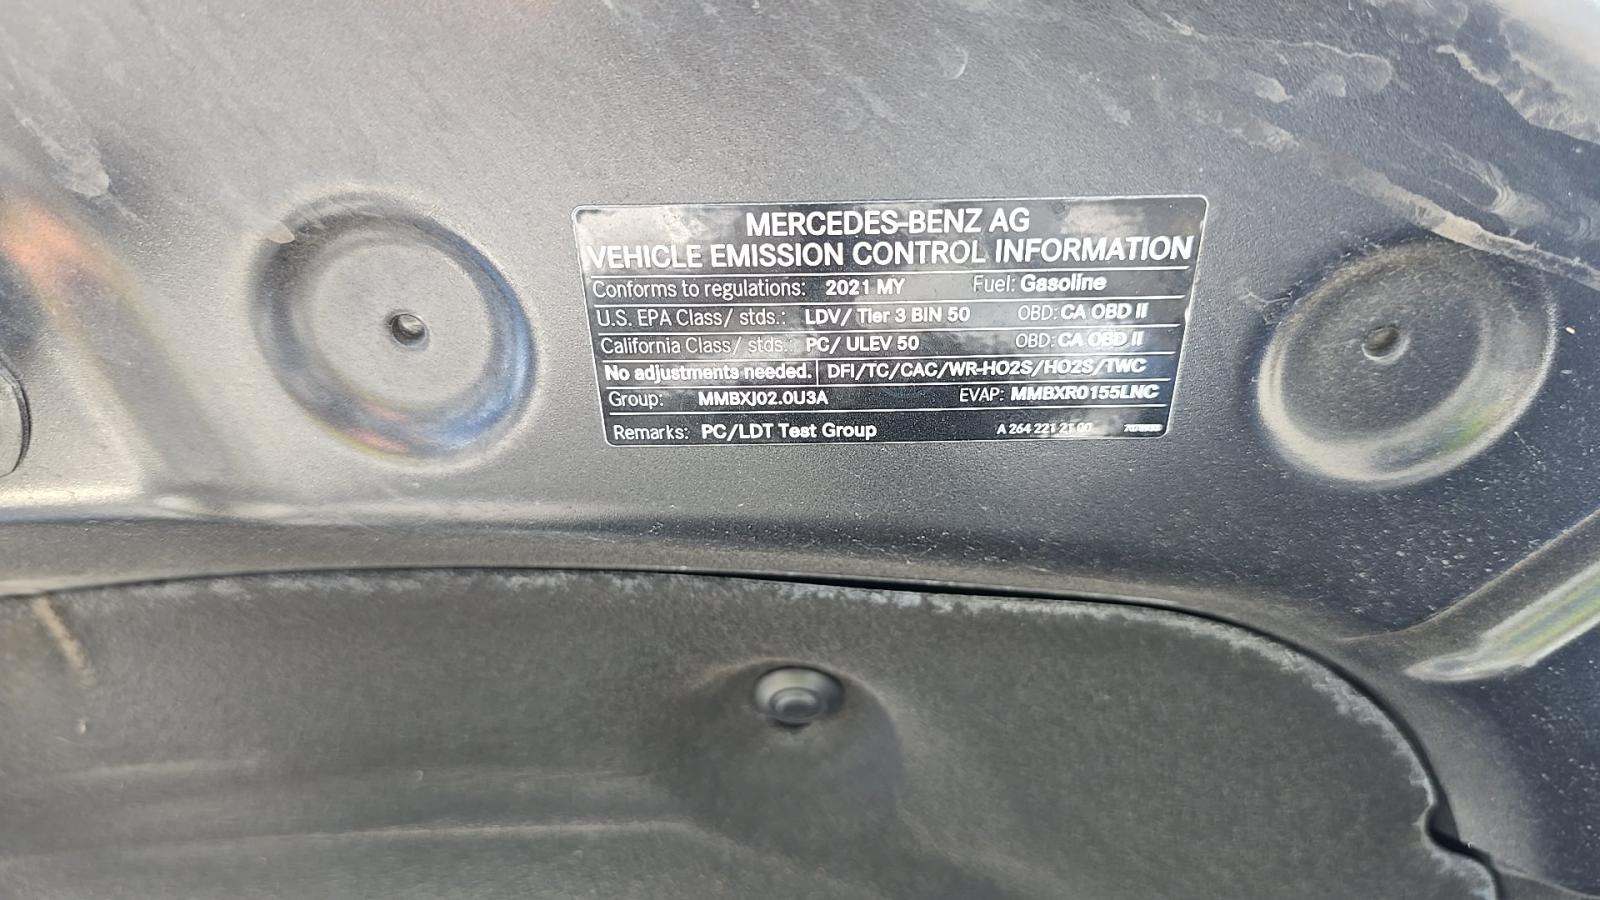 MERCEDES-BENZ AG
VEHICLE EMISSION CONTROL INFORMATION
Conforms to regulations: 2021 MY Fuel: Gasoline
U.S. EPA Class/ stds.: LDV/ Tier 3 BIN 50 OBD: CA OBD II
California Class/ stds.: PC/ ULEV 50 OBD: CA OBD II
No adjustments needed. DFI/TC/CAC/WR-HO2S/HO2S/TWC
Group: MMBXJ02.0U3A EVAP: MMBXR0155LNC
Remarks: PC/LDT Test Group A 264 221 21 00